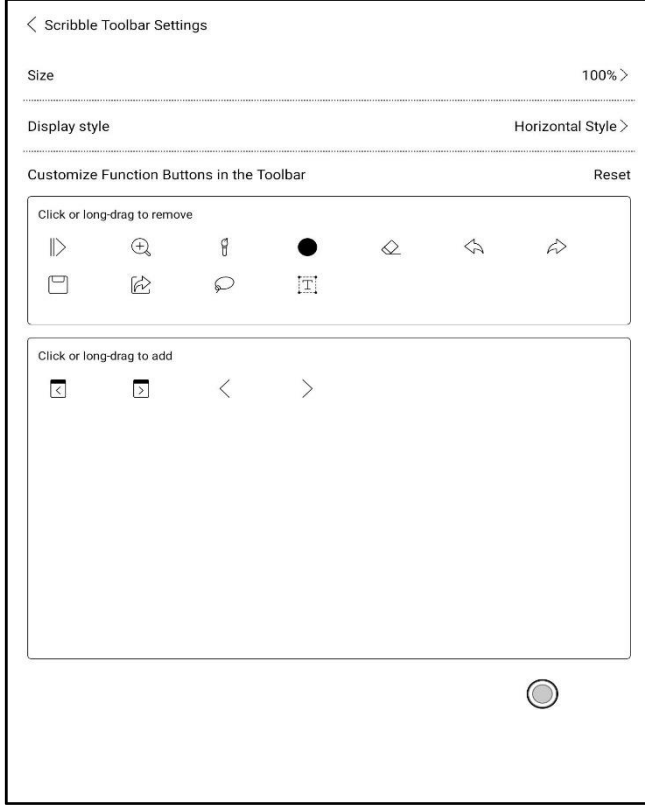 Scribble Toolbar Settings
Size 100%
Display style Horizontal Style
Customize Function Buttons in the Toolbar Reset
Click or long-drag to remove
T
Click or long-drag to add